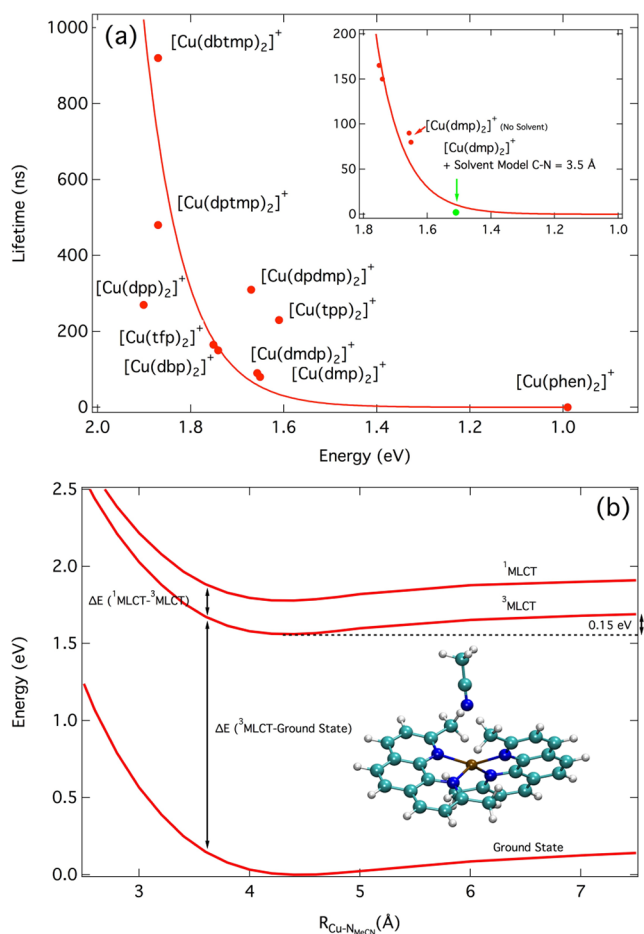 (a)
1000
800
600
400
200
0
Lifetime (ns)
2.0
1.8
1.6
1.4
1.2
1.0
Energy (eV)
[Cu(dbtmp)₂]⁺
[Cu(dptmp)₂]⁺
[Cu(dpp)₂]⁺
[Cu(tfp)₂]⁺
[Cu(dbp)₂]⁺
[Cu(dpdmp)₂]⁺
[Cu(tpp)₂]⁺
[Cu(dmdp)₂]⁺
[Cu(dmp)₂]⁺
[Cu(phen)₂]⁺
200
150
100
50
0
1.8
1.6
1.4
1.2
1.0
[Cu(dmp)₂]⁺ (No Solvent)
[Cu(dmp)₂]⁺
+ Solvent Model C-N = 3.5 Å
(b)
2.5
2.0
1.5
1.0
0.5
0.0
Energy (eV)
¹MLCT
ΔE (¹MLCT-³MLCT)
³MLCT
0.15 eV
ΔE (³MLCT-Ground State)
Ground State
3
4
5
6
7
R_Cu-N_MeCN(Å)